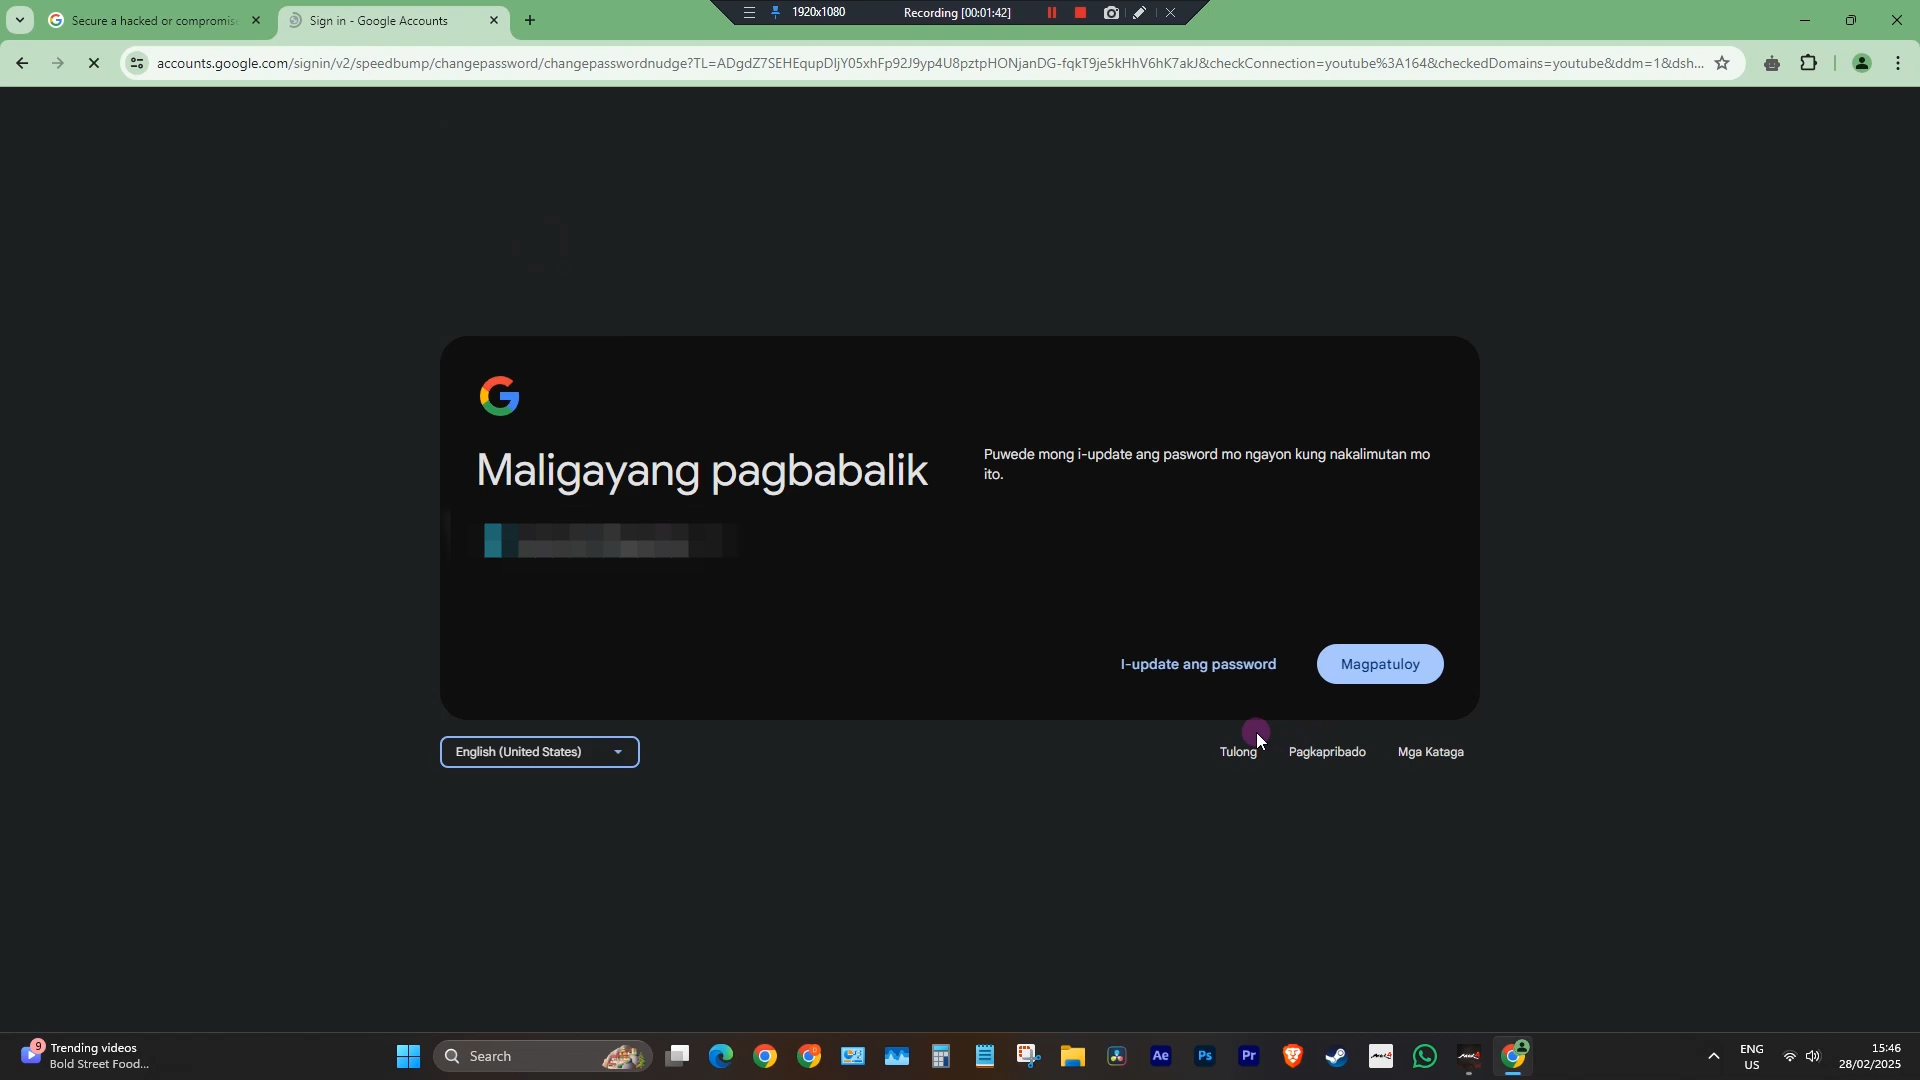 1920x1080
Recording [00:01:42]
Secure a hacked or compromis
Sign in - Google Accounts
accounts.google.com/signin/v2/speedbump/changepassword/changepasswordnudge?TL=ADgdZ7SEHEqupDljY05xhFp92J9yp4U8pztpHONjanDG-fqkT9je5kHhV6hK7akJ&checkConnection=youtube%3A164&checkedDomains=youtube&ddm=1&dsh...
Maligayang pagbabalik
Puwede mong i-update ang pasword mo ngayon kung nakalimutan mo
ito.
I-update ang password
Magpatuloy
English (United States)
Tulong
Pagkapribado
Mga Kataga
9
Trending videos
Bold Street Food...
Search
Ae
Ps
Pr
ENG
US
15:46
28/02/2025